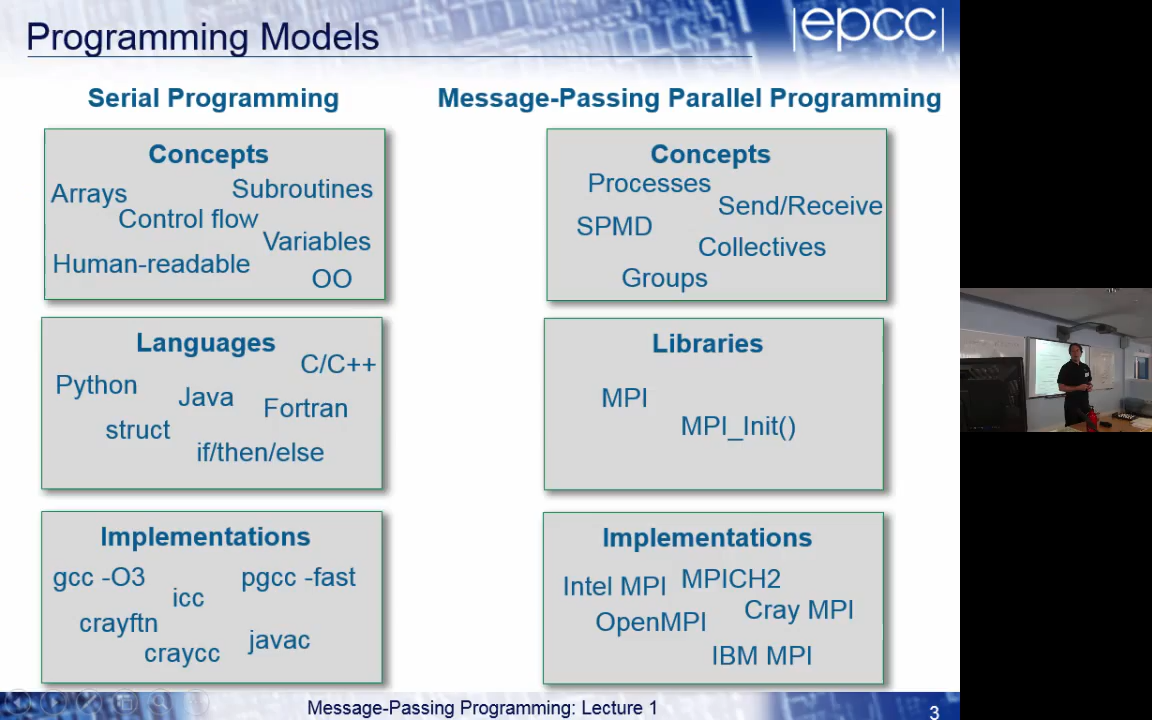 Programming Models
|epcc|
Serial Programming
Message-Passing Parallel Programming
Concepts
Arrays
Subroutines
Control flow
Variables
Human-readable
OO
Concepts
Processes
Send/Receive
SPMD
Collectives
Groups
Languages
C/C++
Python
Java
Fortran
struct
if/then/else
Libraries
MPI
MPI_Init()
Implementations
gcc -O3
pgcc -fast
icc
crayftn
javac
craycc
Implementations
Intel MPI
MPICH2
Cray MPI
OpenMPI
IBM MPI
Message-Passing Programming: Lecture 1
3